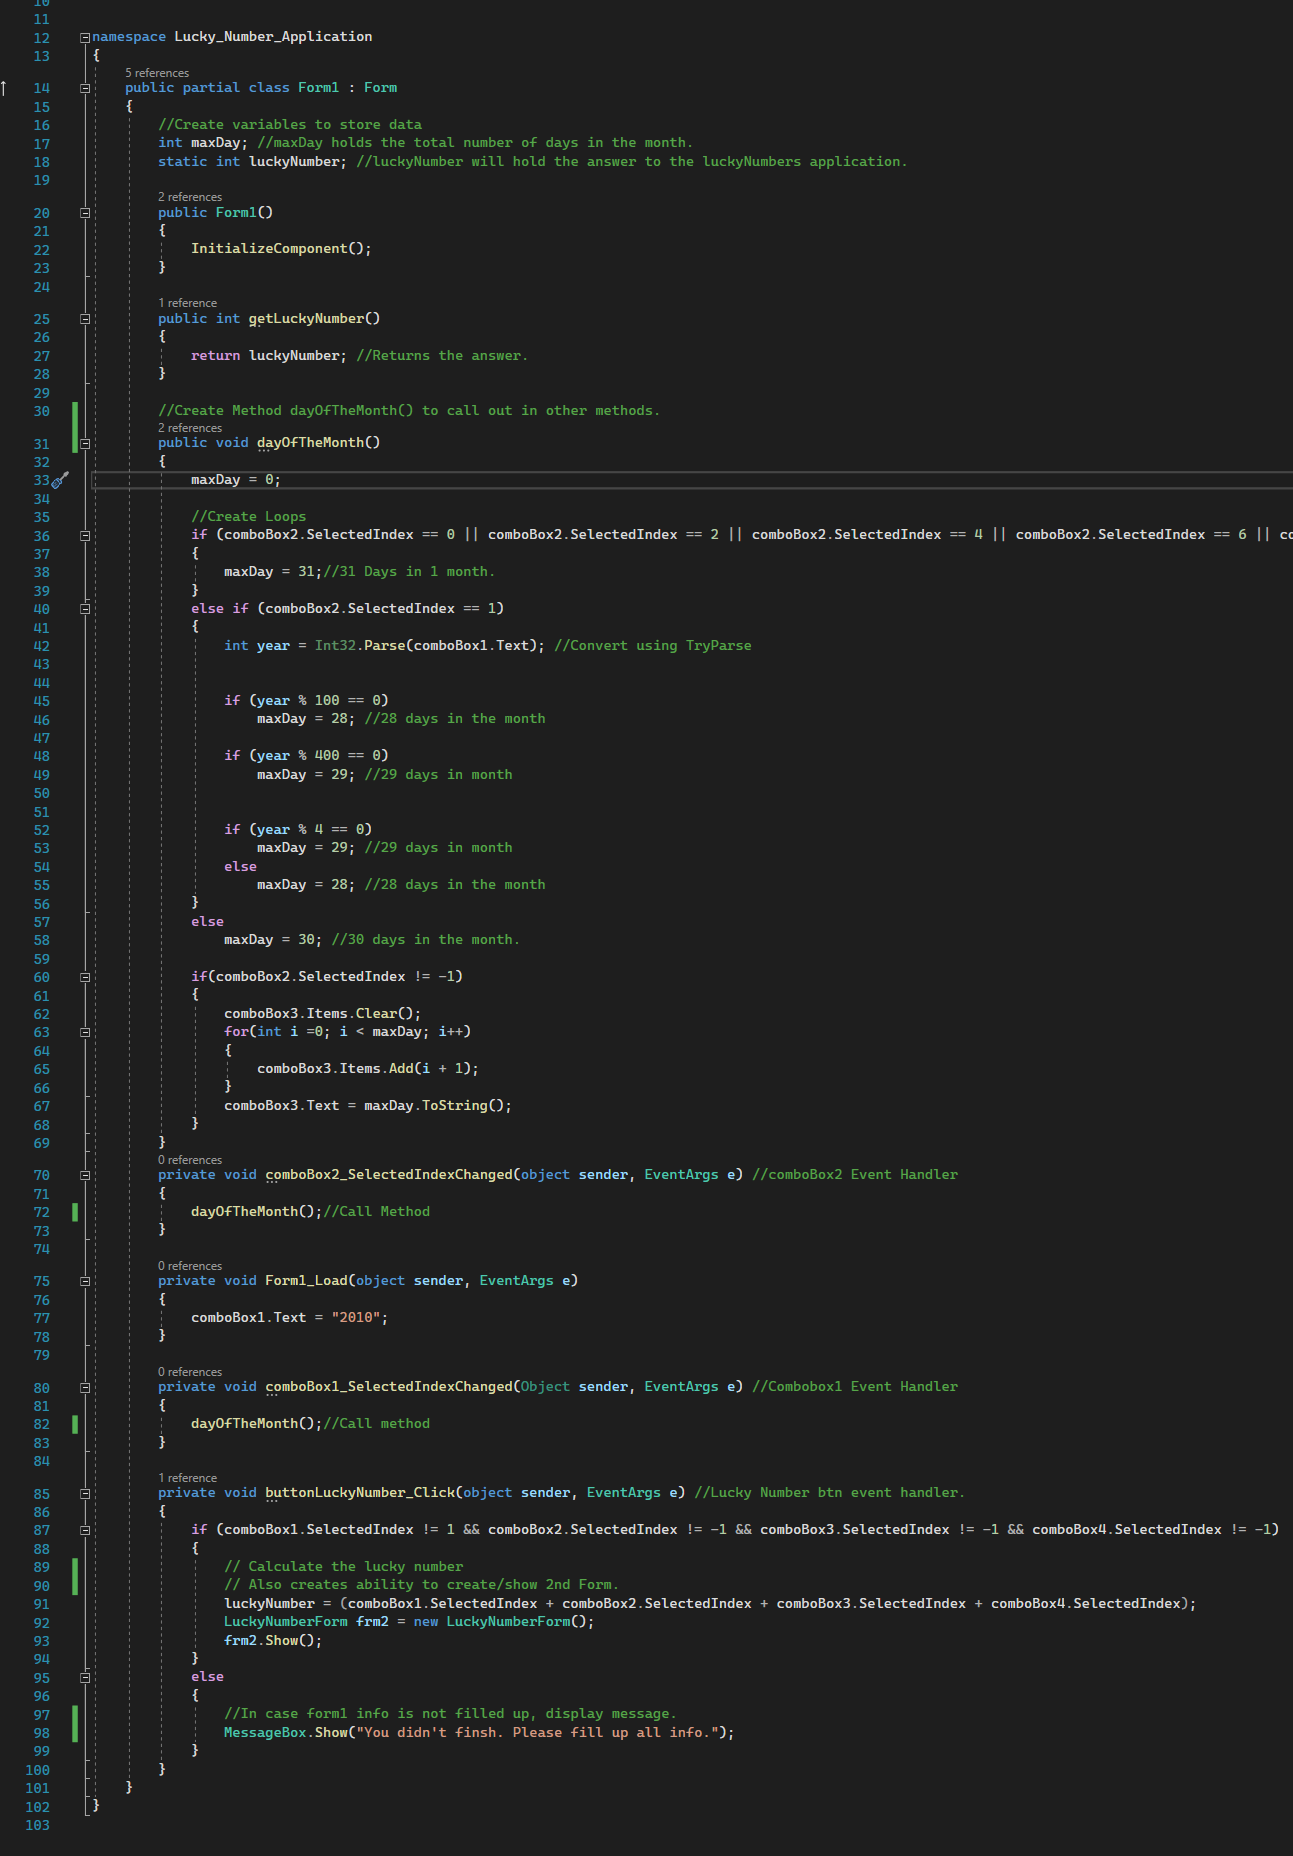 10
11
12 namespace Lucky_Number_Application
13 {
5 references
14 public partial class Form1 : Form
15 {
16 //Create variables to store data
17 int maxDay; //maxDay holds the total number of days in the month.
18 static int luckyNumber; //luckyNumber will hold the answer to the luckyNumbers application.
19
2 references
20 public Form1()
21 {
22 InitializeComponent();
23 }
24
1 reference
25 public int getLuckyNumber()
26 {
27 return luckyNumber; //Returns the answer.
28 }
29
30 //Create Method dayOfTheMonth() to call out in other methods.
2 references
31 public void dayOfTheMonth()
32 {
33 maxDay = 0;
34
35 //Create Loops
36 if (comboBox2.SelectedIndex == 0 || comboBox2.SelectedIndex == 2 || comboBox2.SelectedIndex == 4 || comboBox2.SelectedIndex == 6 || co
37 {
38 maxDay = 31;//31 Days in 1 month.
39 }
40 else if (comboBox2.SelectedIndex == 1)
41 {
42 int year = Int32.Parse(comboBox1.Text); //Convert using TryParse
43
44
45 if (year % 100 == 0)
46 maxDay = 28; //28 days in the month
47
48 if (year % 400 == 0)
49 maxDay = 29; //29 days in month
50
51
52 if (year % 4 == 0)
53 maxDay = 29; //29 days in month
54 else
55 maxDay = 28; //28 days in the month
56 }
57 else
58 maxDay = 30; //30 days in the month.
59
60 if(comboBox2.SelectedIndex != -1)
61 {
62 comboBox3.Items.Clear();
63 for(int i =0; i < maxDay; i++)
64 {
65 comboBox3.Items.Add(i + 1);
66 }
67 comboBox3.Text = maxDay.ToString();
68 }
69 }
0 references
70 private void comboBox2_SelectedIndexChanged(object sender, EventArgs e) //comboBox2 Event Handler
71 {
72 dayOfTheMonth();//Call Method
73 }
74
0 references
75 private void Form1_Load(object sender, EventArgs e)
76 {
77 comboBox1.Text = "2010";
78 }
79
0 references
80 private void comboBox1_SelectedIndexChanged(Object sender, EventArgs e) //Combobox1 Event Handler
81 {
82 dayOfTheMonth();//Call method
83 }
84
1 reference
85 private void buttonLuckyNumber_Click(object sender, EventArgs e) //Lucky Number btn event handler.
86 {
87 if (comboBox1.SelectedIndex != 1 && comboBox2.SelectedIndex != -1 && comboBox3.SelectedIndex != -1 && comboBox4.SelectedIndex != -1)
88 {
89 // Calculate the lucky number
90 // Also creates ability to create/show 2nd Form.
91 luckyNumber = (comboBox1.SelectedIndex + comboBox2.SelectedIndex + comboBox3.SelectedIndex + comboBox4.SelectedIndex);
92 LuckyNumberForm frm2 = new LuckyNumberForm();
93 frm2.Show();
94 }
95 else
96 {
97 //In case form1 info is not filled up, display message.
98 MessageBox.Show("You didn't finsh. Please fill up all info.");
99 }
100 }
101 }
102 }
103